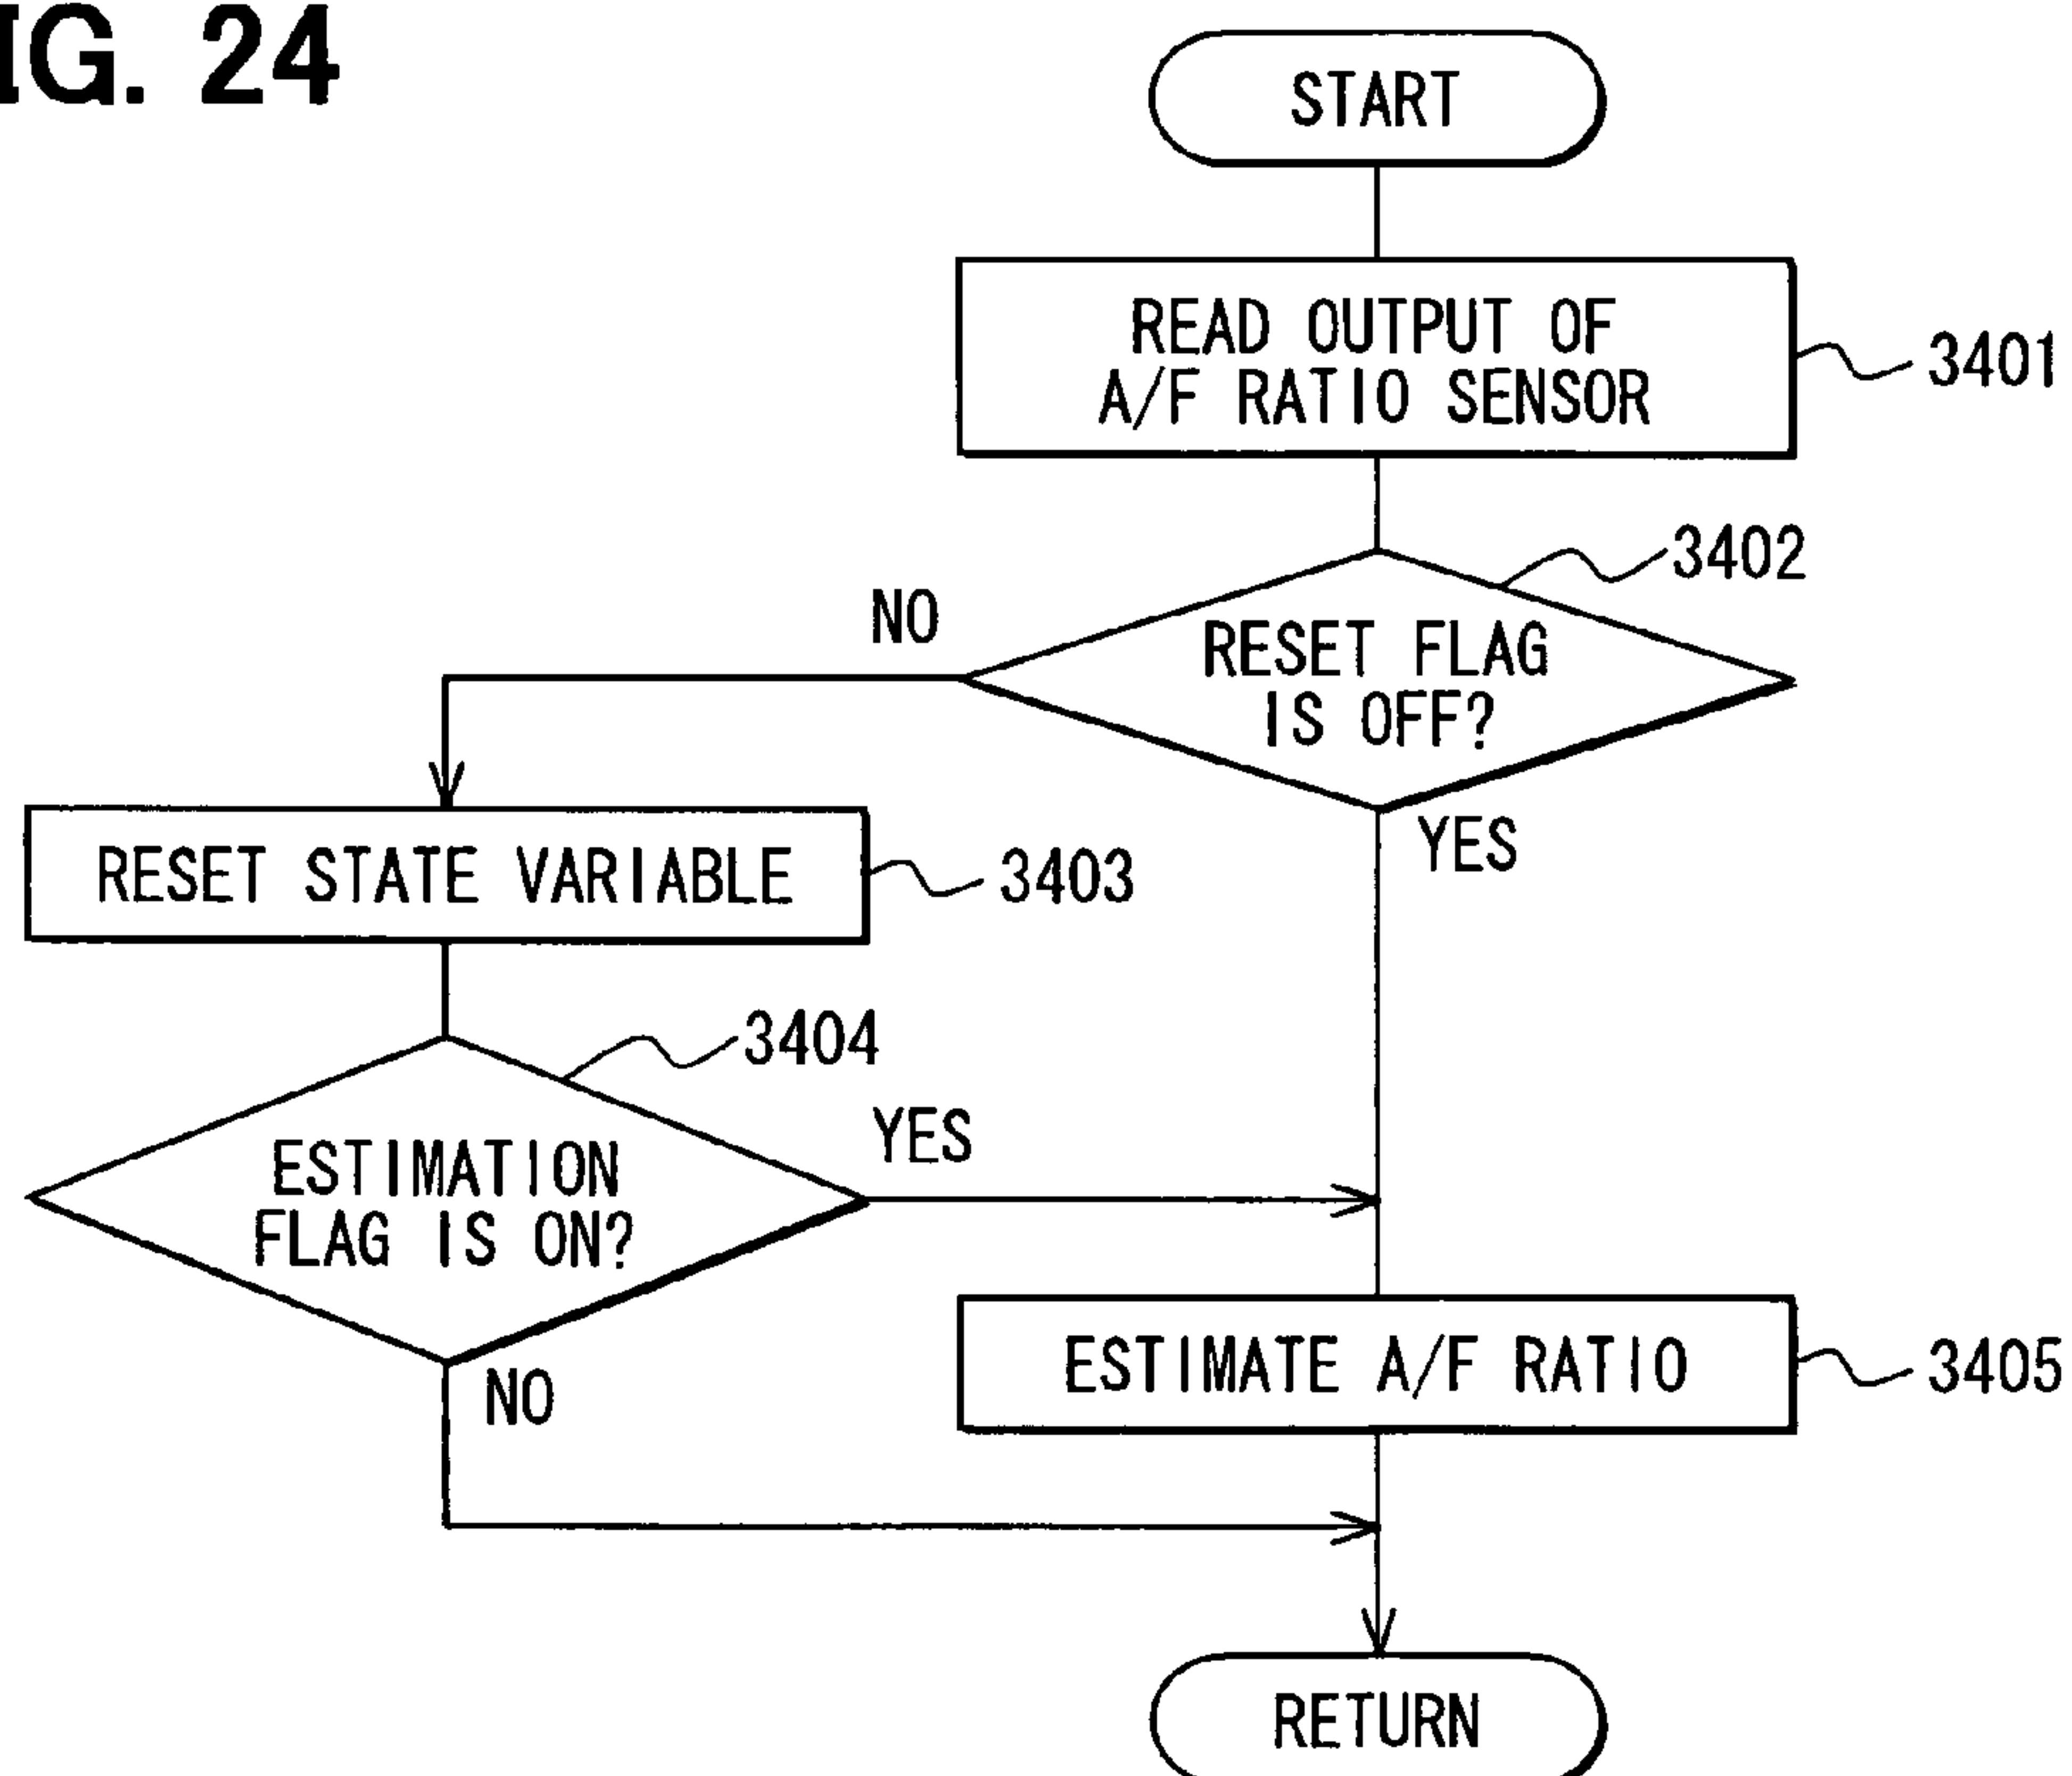 IG. 24
START
READ OUTPUT OF
A/F RATIO SENSOR
3401
3402
NO
RESET FLAG
IS OFF?
YES
RESET STATE VARIABLE
3403
3404
YES
ESTIMATION
FLAG IS ON?
NO
ESTIMATE A/F RATIO
3405
RETURN